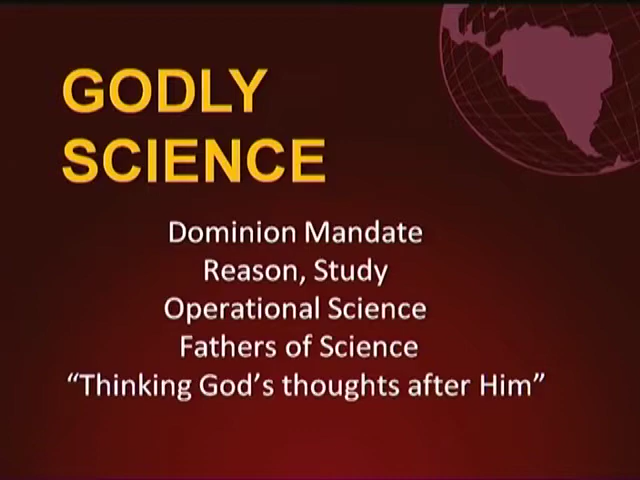 GODLY
SCIENCE
Dominion Mandate
Reason, Study
Operational Science
Fathers of Science
“Thinking God’s thoughts after Him”